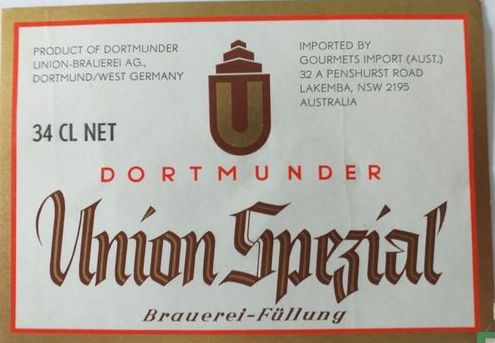 PRODUCT OF DORTMUNDER
UNION-BRAUEREI AG.,
DORTMUND/WEST GERMANY
IMPORTED BY
GOURMETS IMPORT (AUST.)
32 A PENSHURST ROAD
LAKEMBA, NSW 2195
AUSTRALIA
34 CL NET
U
DORTMUNDER
Union Spezial
Brauerei-Füllung